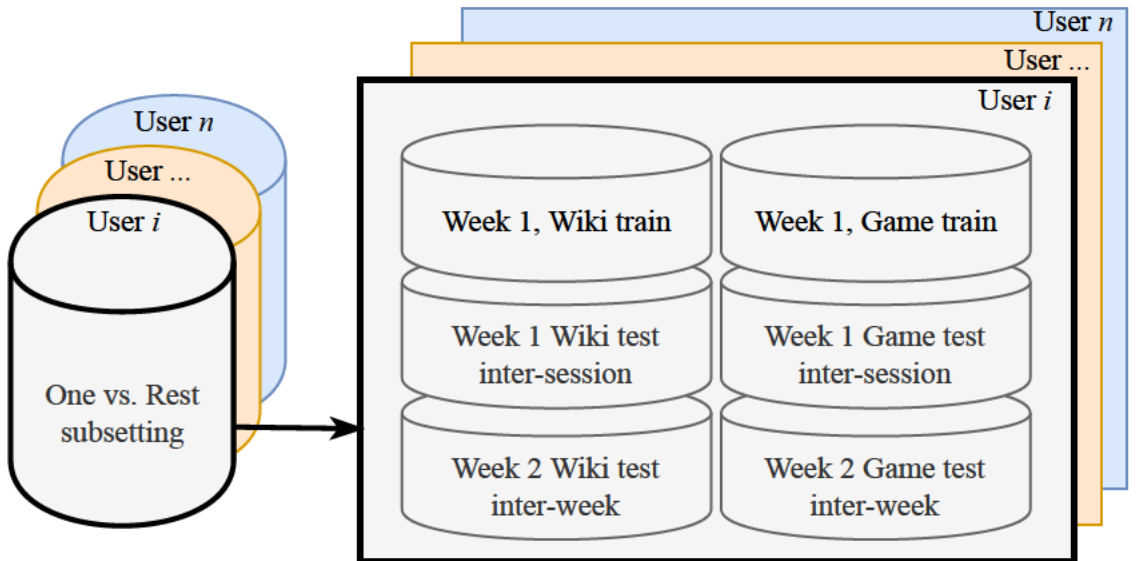 User n
User ...
User i
One vs. Rest
subsetting
User n
User ...
User i
Week 1, Wiki train
Week 1, Game train
Week 1 Wiki test
inter-session
Week 1 Game test
inter-session
Week 2 Wiki test
inter-week
Week 2 Game test
inter-week